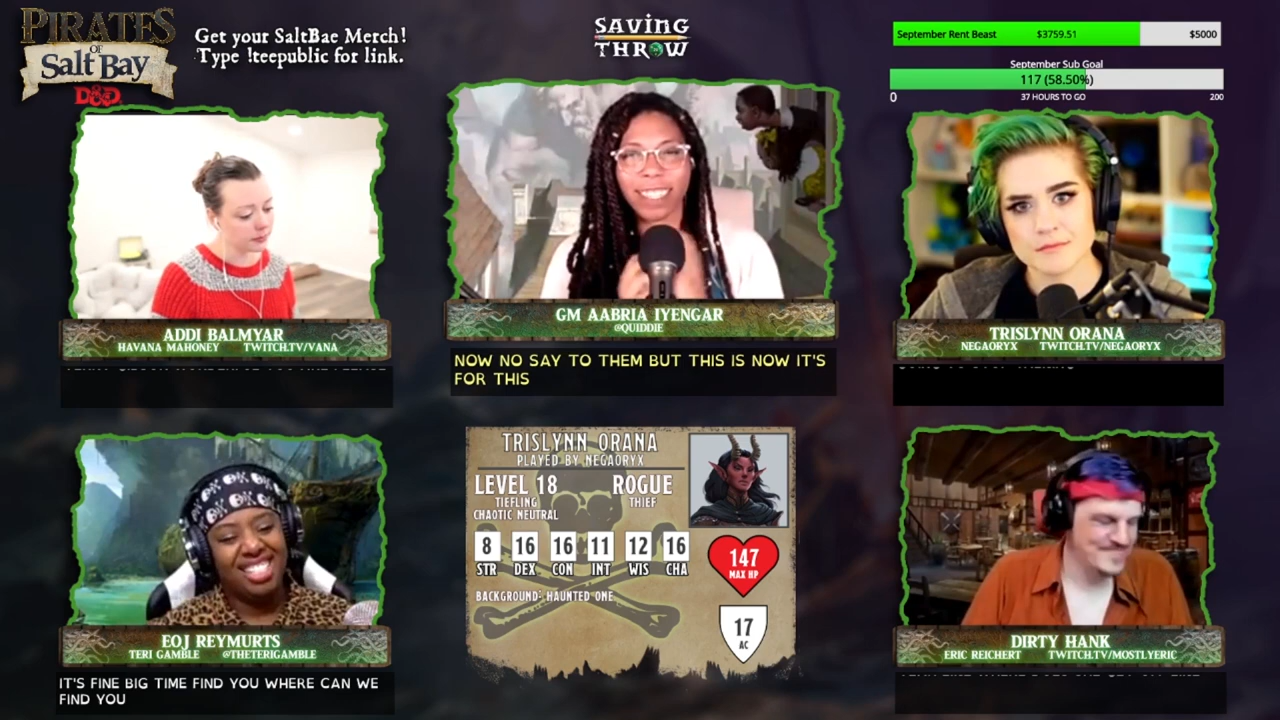 PIRATES
OF
Salt Bay
D&D
Get your SaltBae Merch!
Type !teepublic for link.
SAVING
THROW
September Rent Beast $3759.51 $5000
September Sub Goal
117 (58.50%)
0 37 HOURS TO GO 200
ADDI BALMYAR
HAVANA MAHONEY TWITCH.TV/VANA
GM AABRIA IYENGAR
@QUIDDIE
NOW NO SAY TO THEM BUT THIS IS NOW IT'S
FOR THIS
TRISLYNN ORANA
NEGAORYX TWITCH.TV/NEGAORYX
EOJ REYMURTS
TERI GAMBLE @THETERIGAMBLE
IT'S FINE BIG TIME FIND YOU WHERE CAN WE
FIND YOU
TRISLYNN ORANA
PLAYED BY NEGAORYX
LEVEL 18 ROGUE
TIEFLING THIEF
CHAOTIC NEUTRAL
8 16 16 11 12 16
STR DEX CON INT WIS CHA
BACKGROUND: HAUNTED ONE
147
MAX HP
17
AC
DIRTY HANK
ERIC REICHERT TWITCH.TV/MOSTLYERIC